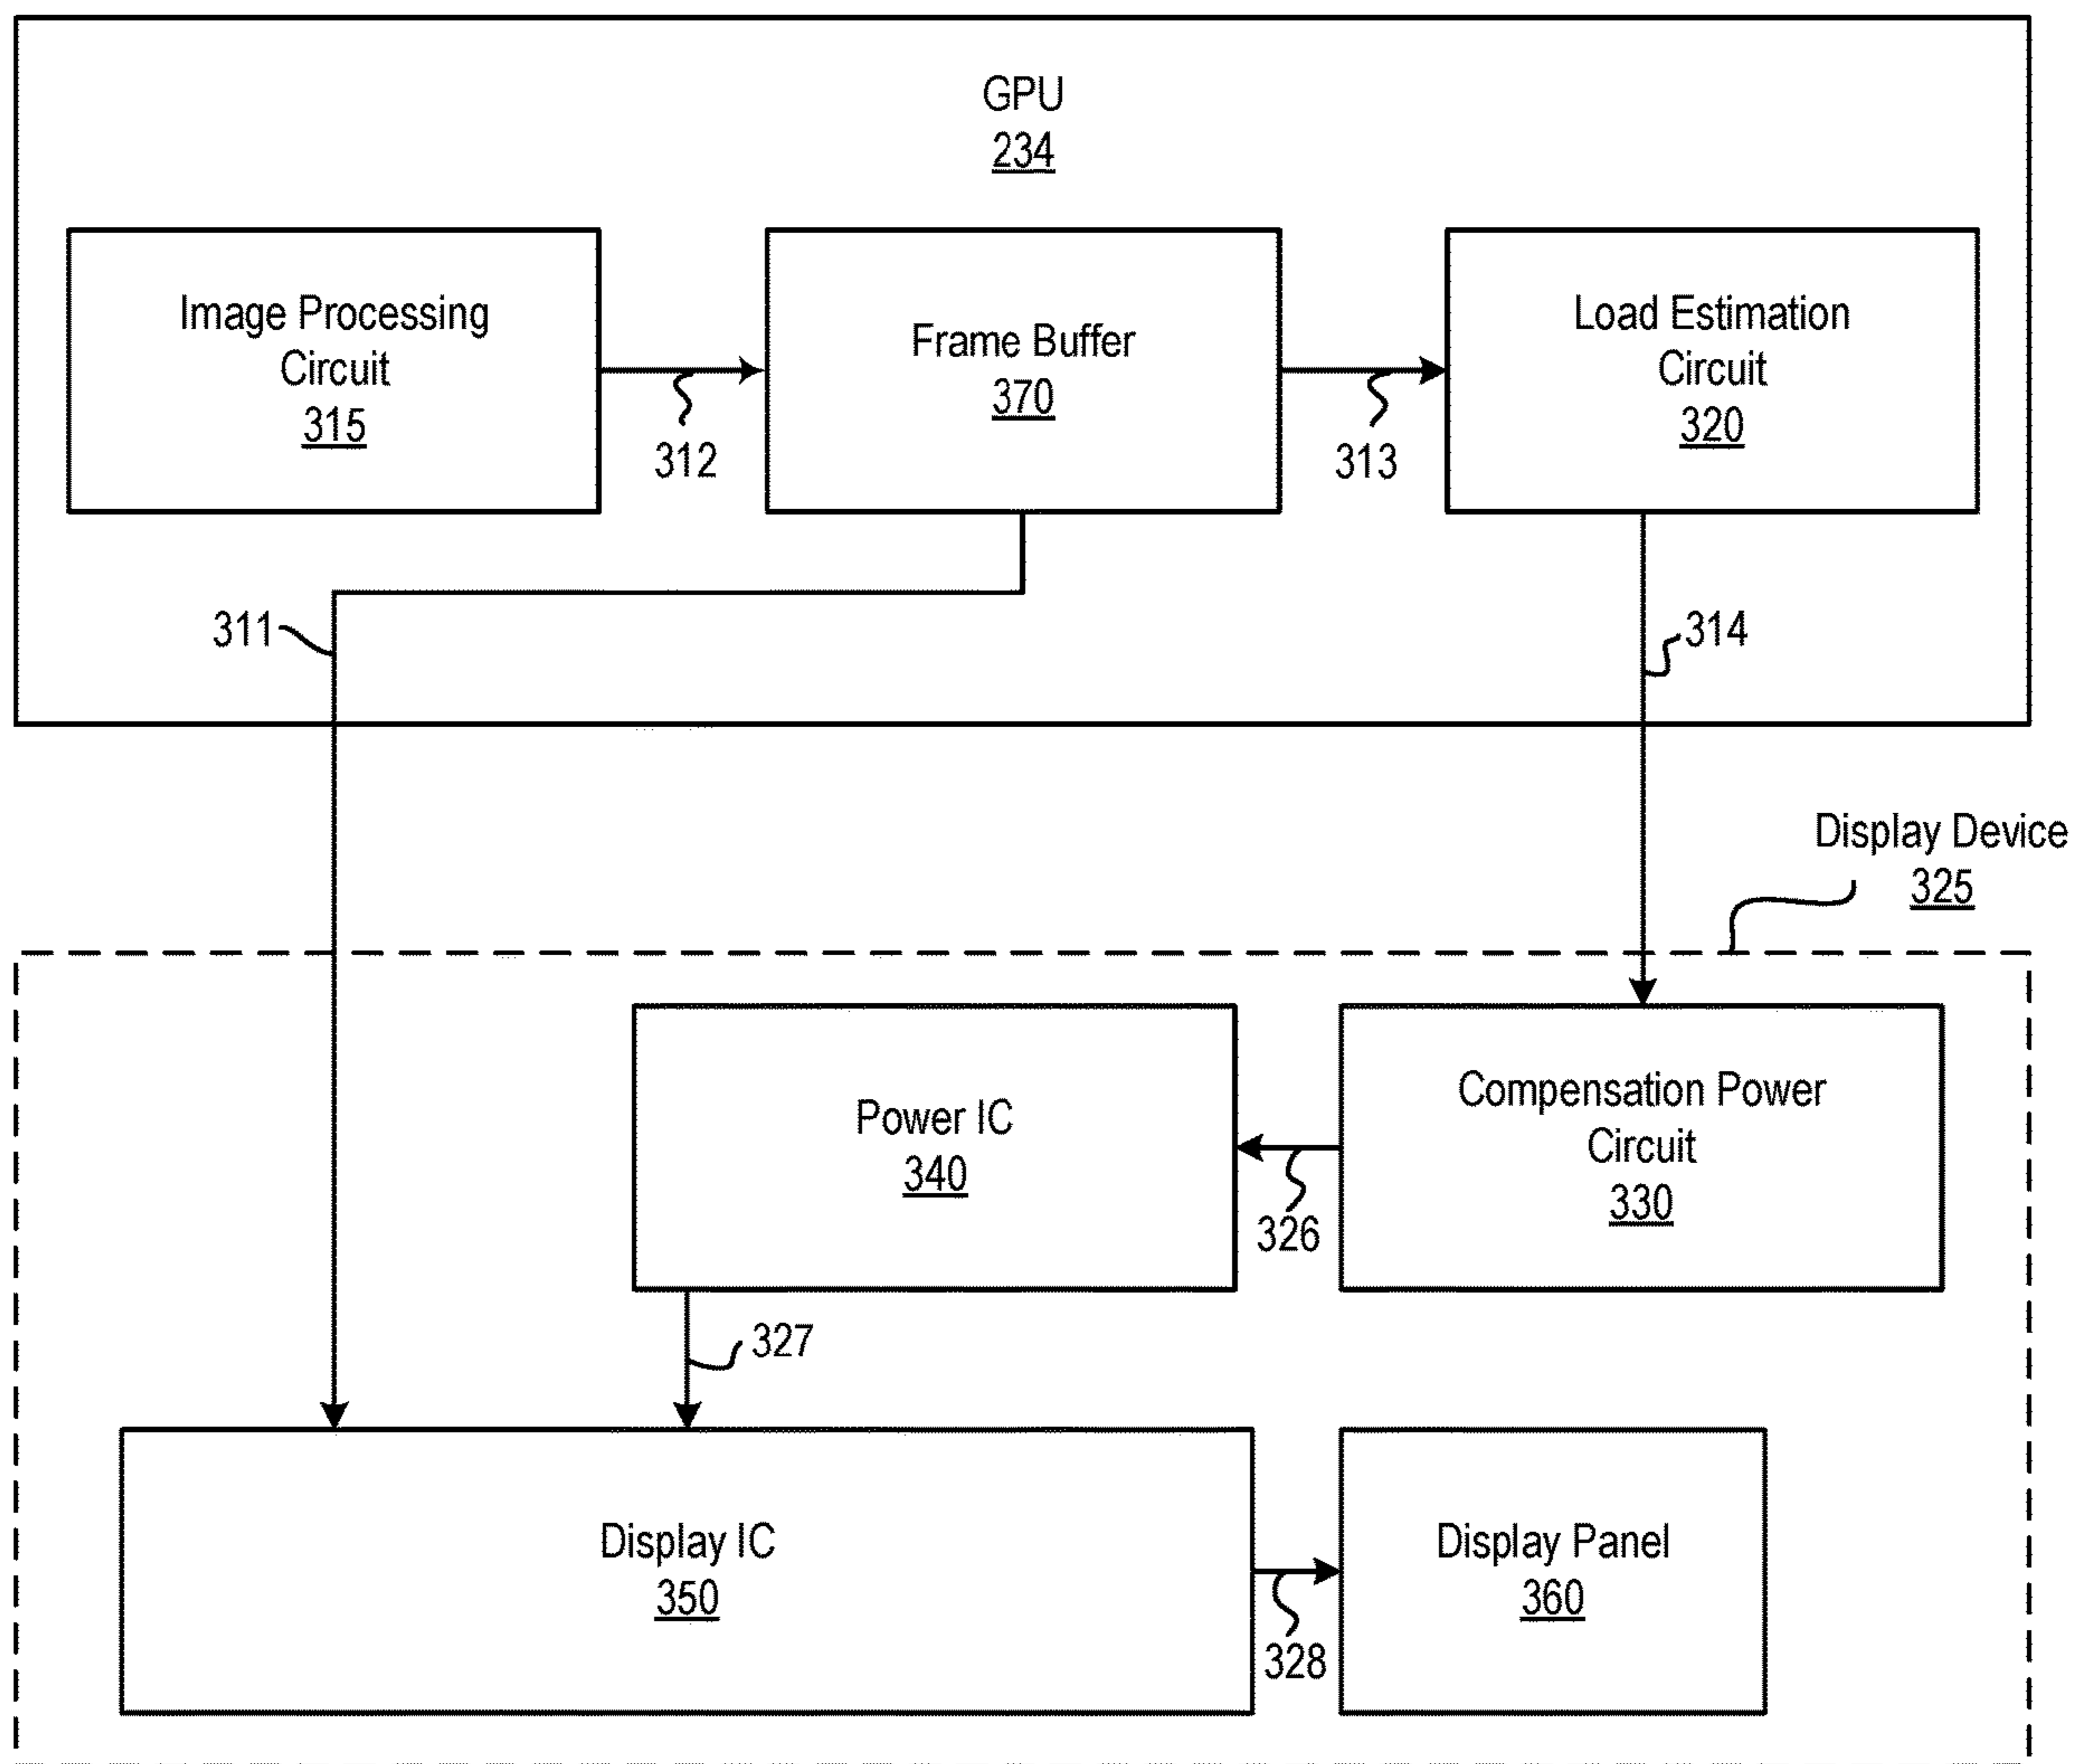 GPU
234
Image Processing
Circuit
315
312
Frame Buffer
370
313
Load Estimation
Circuit
320
311
314
Display Device
325
Power IC
340
326
Compensation Power
Circuit
330
327
Display IC
350
328
Display Panel
360